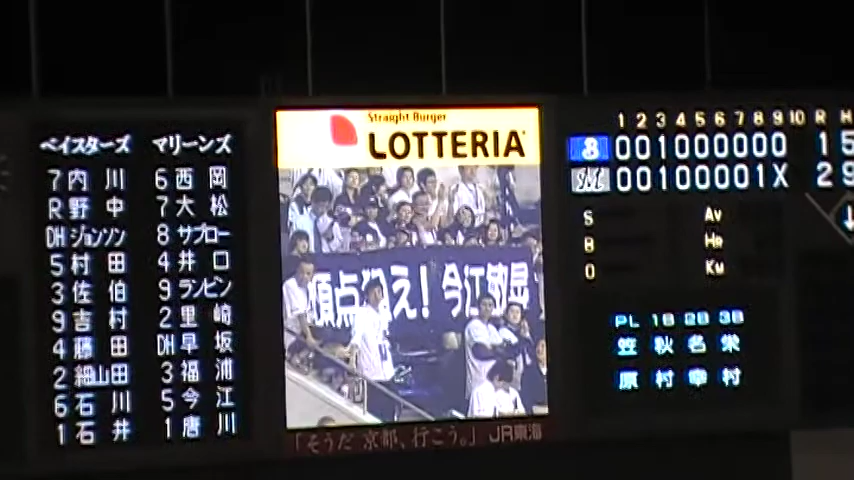 ベイスターズ
7 内川
R 野中
DH ジョンソン
5 村田
3 佐伯
9 吉村
4 藤田
2 細山田
6 石川
1 石井
マリーンズ
6 西岡
7 大松
8 サブロー
4 井口
9 ランビン
2 里崎
DH 早坂
3 福浦
5 今江
1 唐川
Straight Burger
LOTTERIA
頂点狙え! 今江敏晃
「そうだ 京都、行こう。」 JR東海
1 2 3 4 5 6 7 8 9 10 R H
B 0 0 1 0 0 0 0 0 0 1 5
M 0 0 1 0 0 0 0 1 X 2 9
S Av
B HR
O KM
PL 1B 2B 3B
笠原 秋村 名幸 栄村